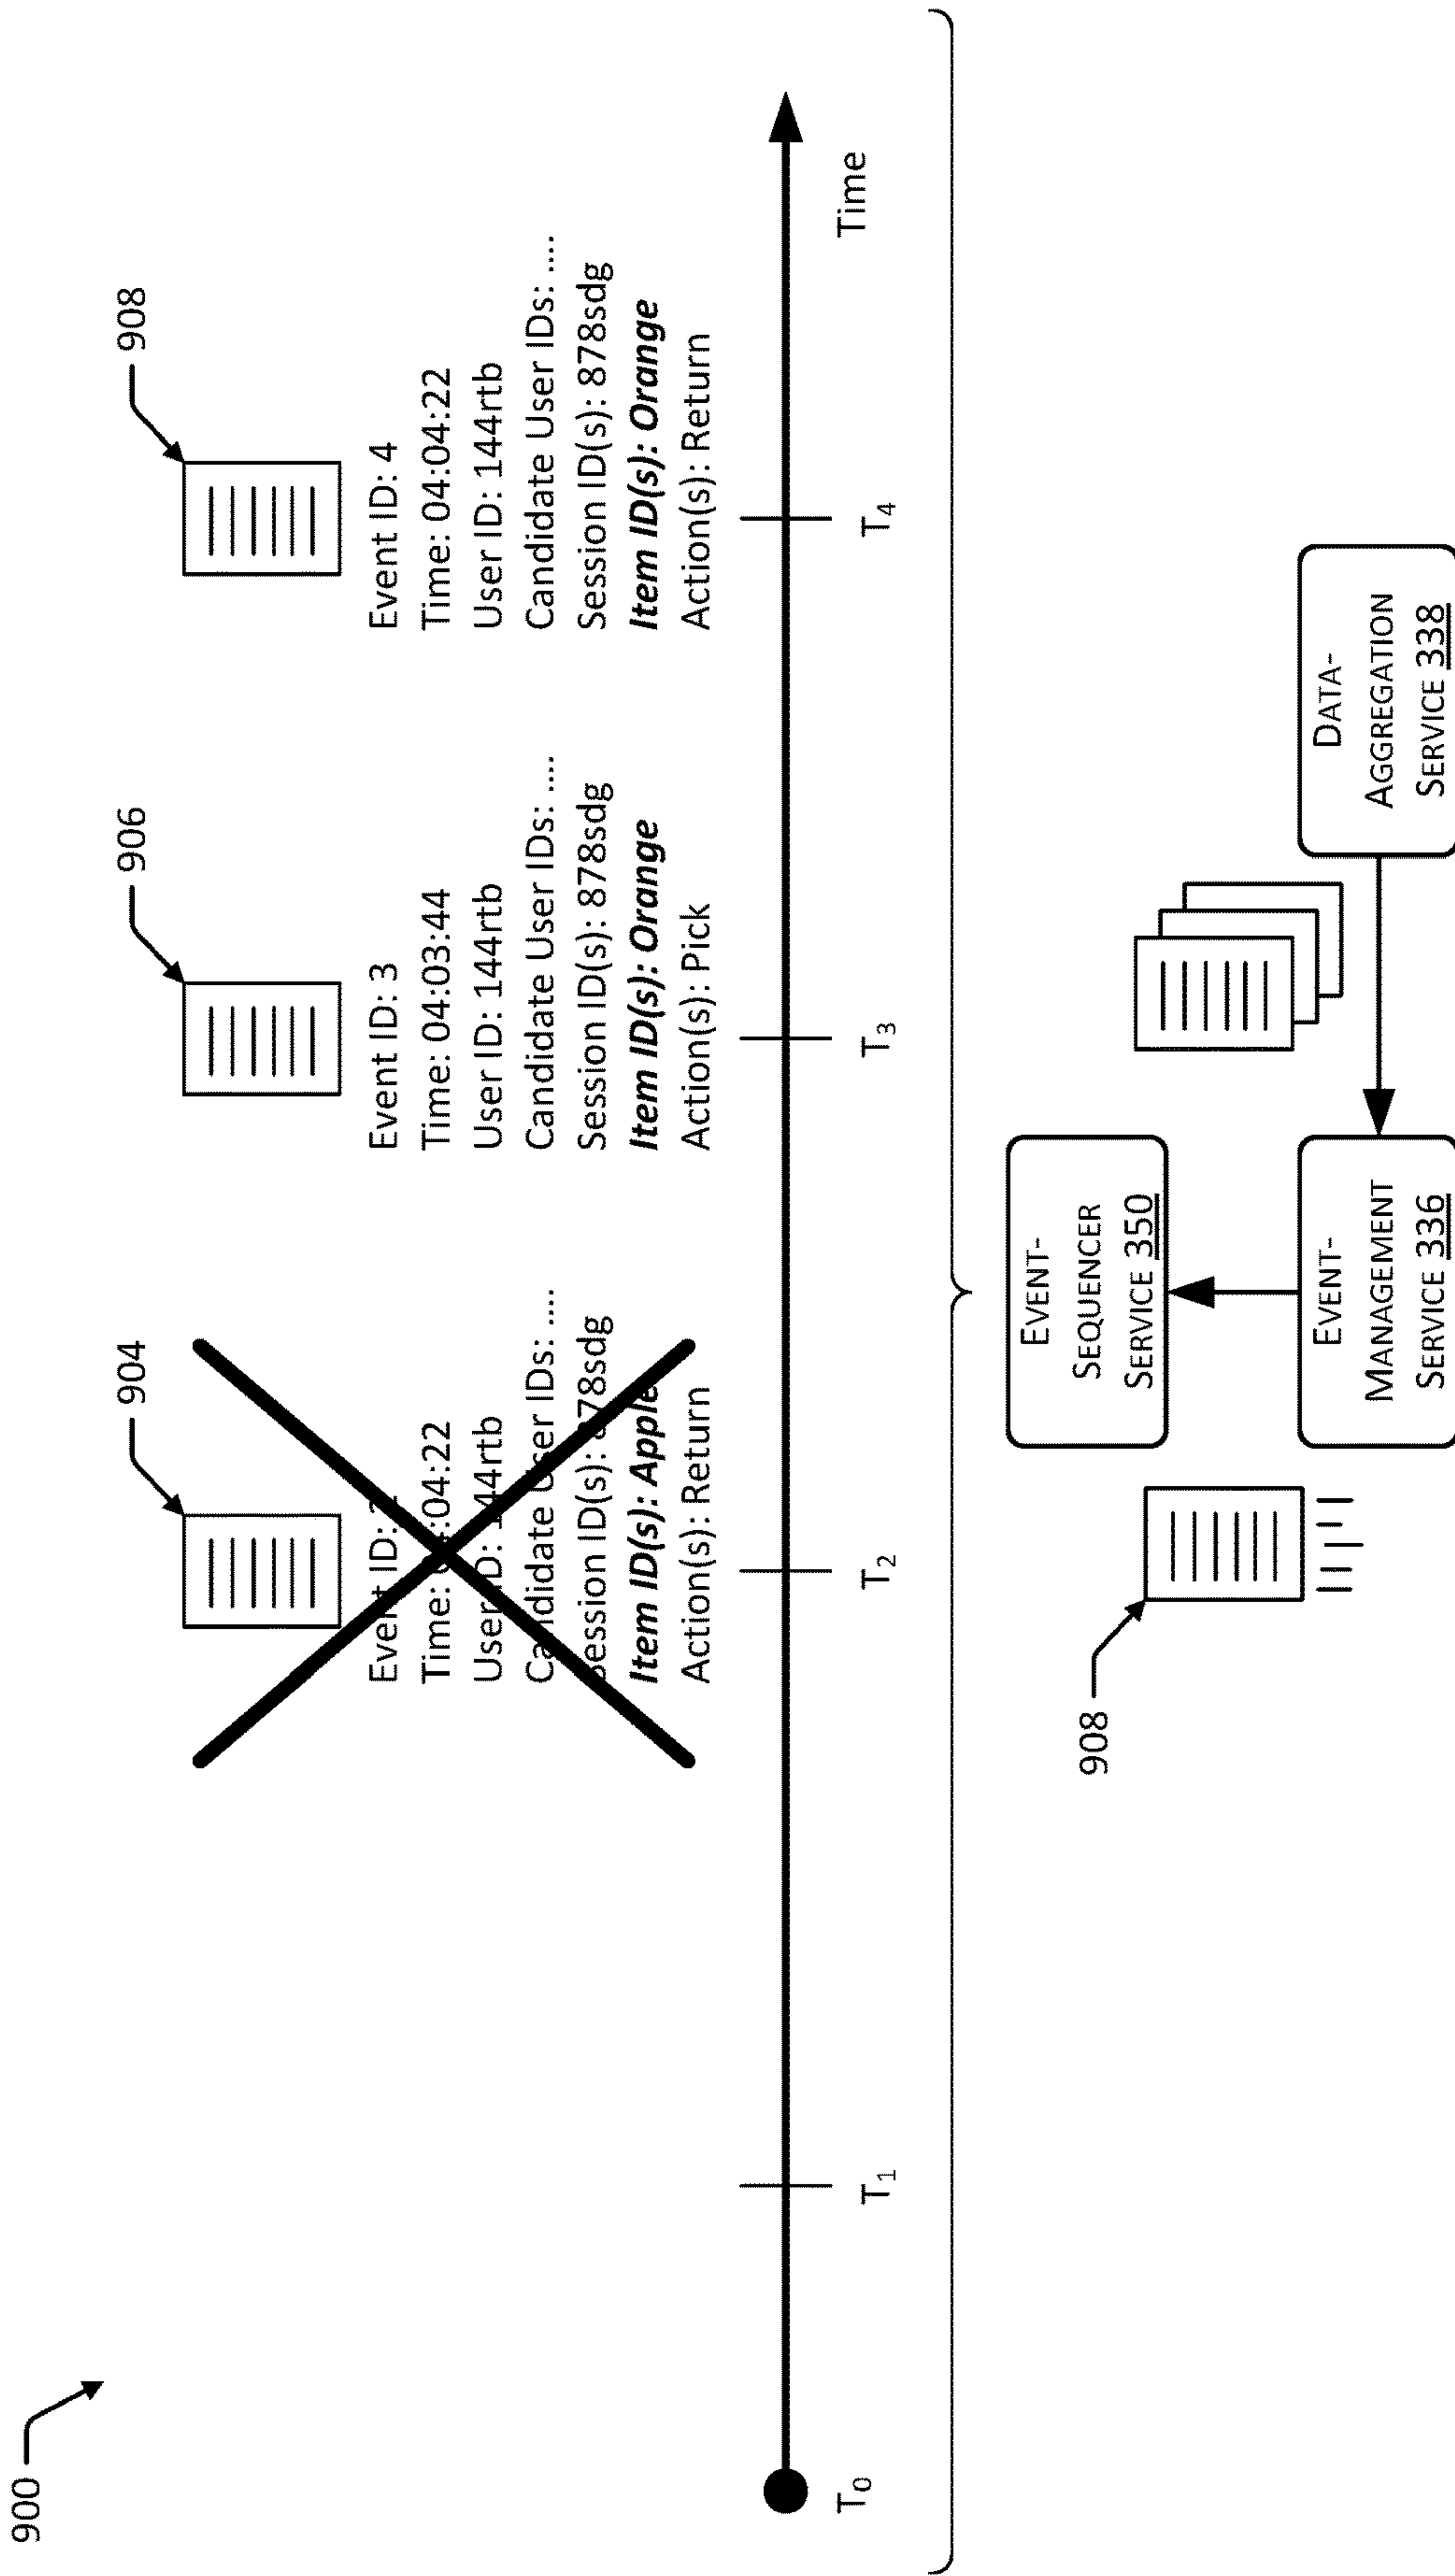 900
904
Event ID:
Time: 04:04:22
User ID: 144rtb
Candidate User IDs: ....
Session ID(s): 878sdg
Item ID(s): Apple
Action(s): Return
906
Event ID: 3
Time: 04:03:44
User ID: 144rtb
Candidate User IDs: ....
Session ID(s): 878sdg
Item ID(s): Orange
Action(s): Pick
908
Event ID: 4
Time: 04:04:22
User ID: 144rtb
Candidate User IDs: ....
Session ID(s): 878sdg
Item ID(s): Orange
Action(s): Return
T0
T1
T2
T3
T4
Time
908
EVENT-
SEQUENCER
SERVICE 350
EVENT-
MANAGEMENT
SERVICE 336
DATA-
AGGREGATION
SERVICE 338